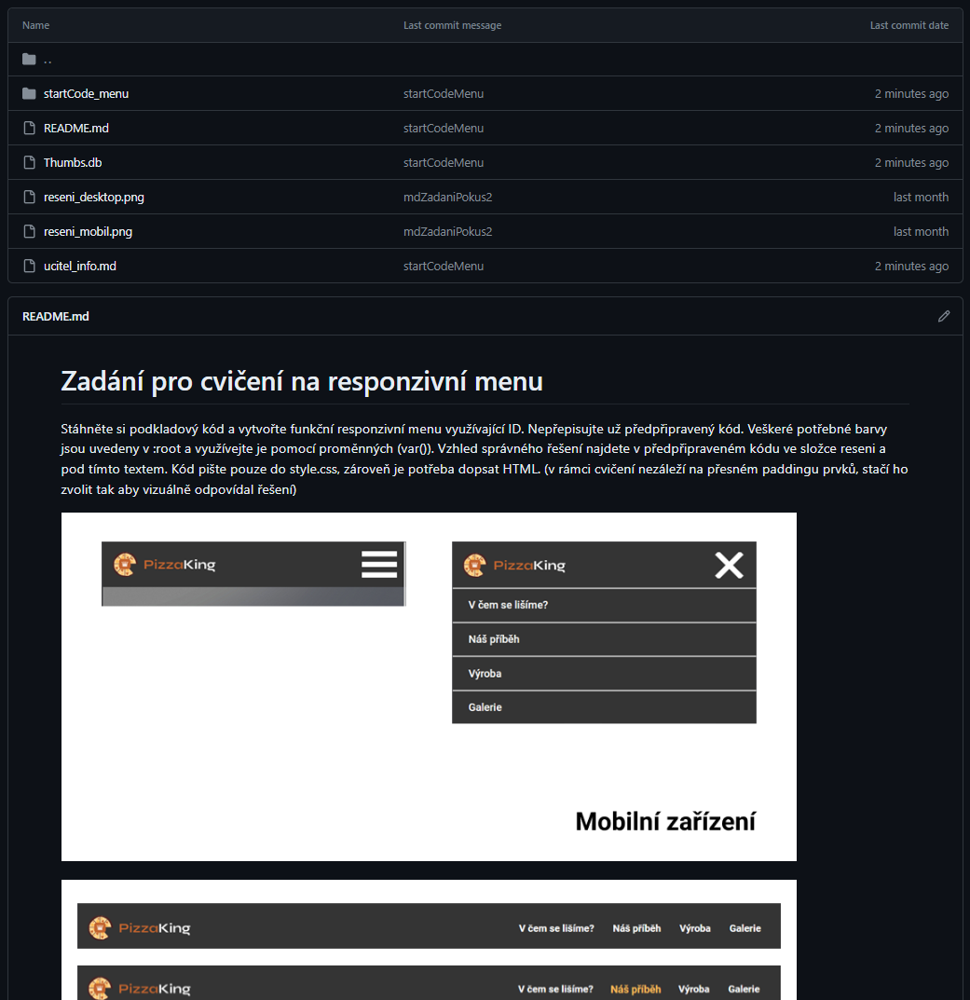 Name Last commit message Last commit date
..
startCode_menu startCodeMenu 2 minutes ago
README.md startCodeMenu 2 minutes ago
Thumbs.db startCodeMenu 2 minutes ago
reseni_desktop.png mdZadaniPokus2 last month
reseni_mobil.png mdZadaniPokus2 last month
ucitel_info.md startCodeMenu 2 minutes ago
README.md
Zadání pro cvičení na responzivní menu
Stáhněte si podkladový kód a vytvořte funkční responzivní menu využívající ID. Nepřepisujte už předpřipravený kód. Veškeré potřebné barvy
jsou uvedeny v :root a využívejte je pomocí proměnných (var()). Vzhled správného řešení najdete v předpřipraveném kódu ve složce reseni a
pod tímto textem. Kód pište pouze do style.css, zároveň je potřeba dopsat HTML. (v rámci cvičení nezáleží na přesném paddingu prvků, stačí ho
zvolit tak aby vizuálně odpovídal řešení)
PizzaKing
PizzaKing
V čem se lišíme?
Náš příběh
Výroba
Galerie
Mobilní zařízení
PizzaKing V čem se lišíme? Náš příběh Výroba Galerie
PizzaKing V čem se lišíme? Náš příběh Výroba Galerie